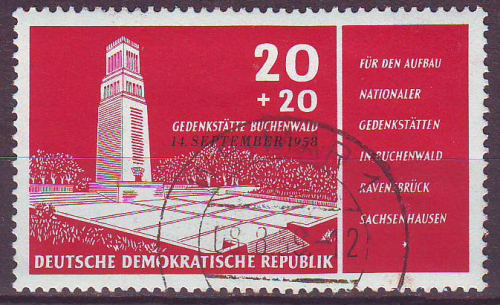 20
+ 20
GEDENKSTÄTTE BUCHENWALD
14. SEPTEMBER 1958
DEUTSCHE DEMOKRATISCHE REPUBLIK
FÜR DEN AUFBAU
NATIONALER
GEDENKSTÄTTEN
IN BUCHENWALD
RAVENSBRÜCK
SACHSENHAUSEN